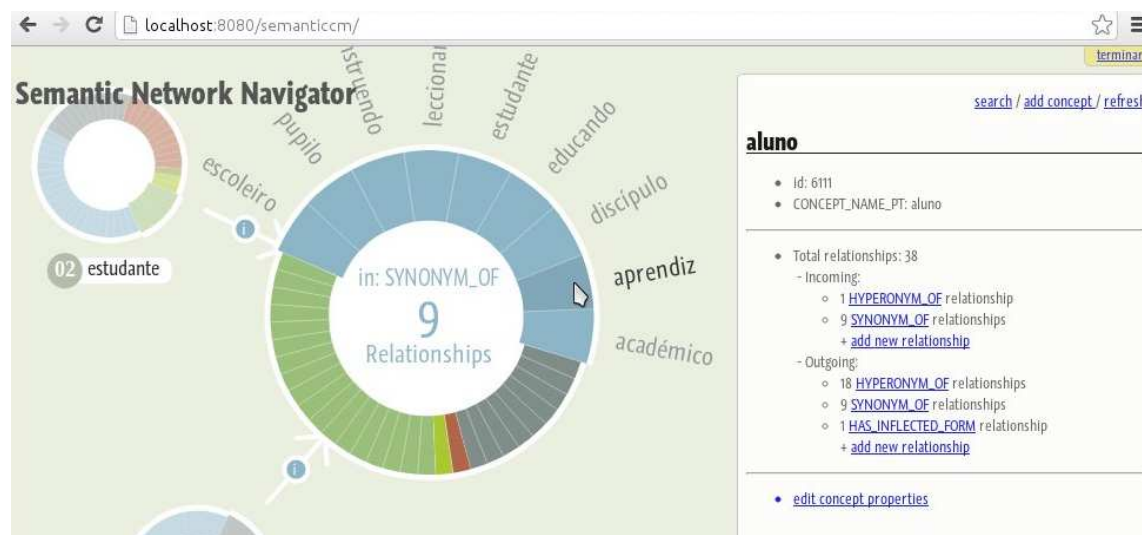 localhost:8080/semanticcm/
terminar
Semantic Network Navigator
search / add concept / refresh
escoleiro
pupilo
struendo
leccionar
estudante
educando
discípulo
aprendiz
académico
in: SYNONYM_OF
9
Relationships
i
02 estudante
i
aluno
id: 6111
CONCEPT_NAME_PT: aluno
Total relationships: 38
- Incoming:
1 HYPERONYM_OF relationship
9 SYNONYM_OF relationships
+ add new relationship
- Outgoing:
18 HYPERONYM_OF relationships
9 SYNONYM_OF relationships
1 HAS_INFLECTED_FORM relationship
+ add new relationship
edit concept properties